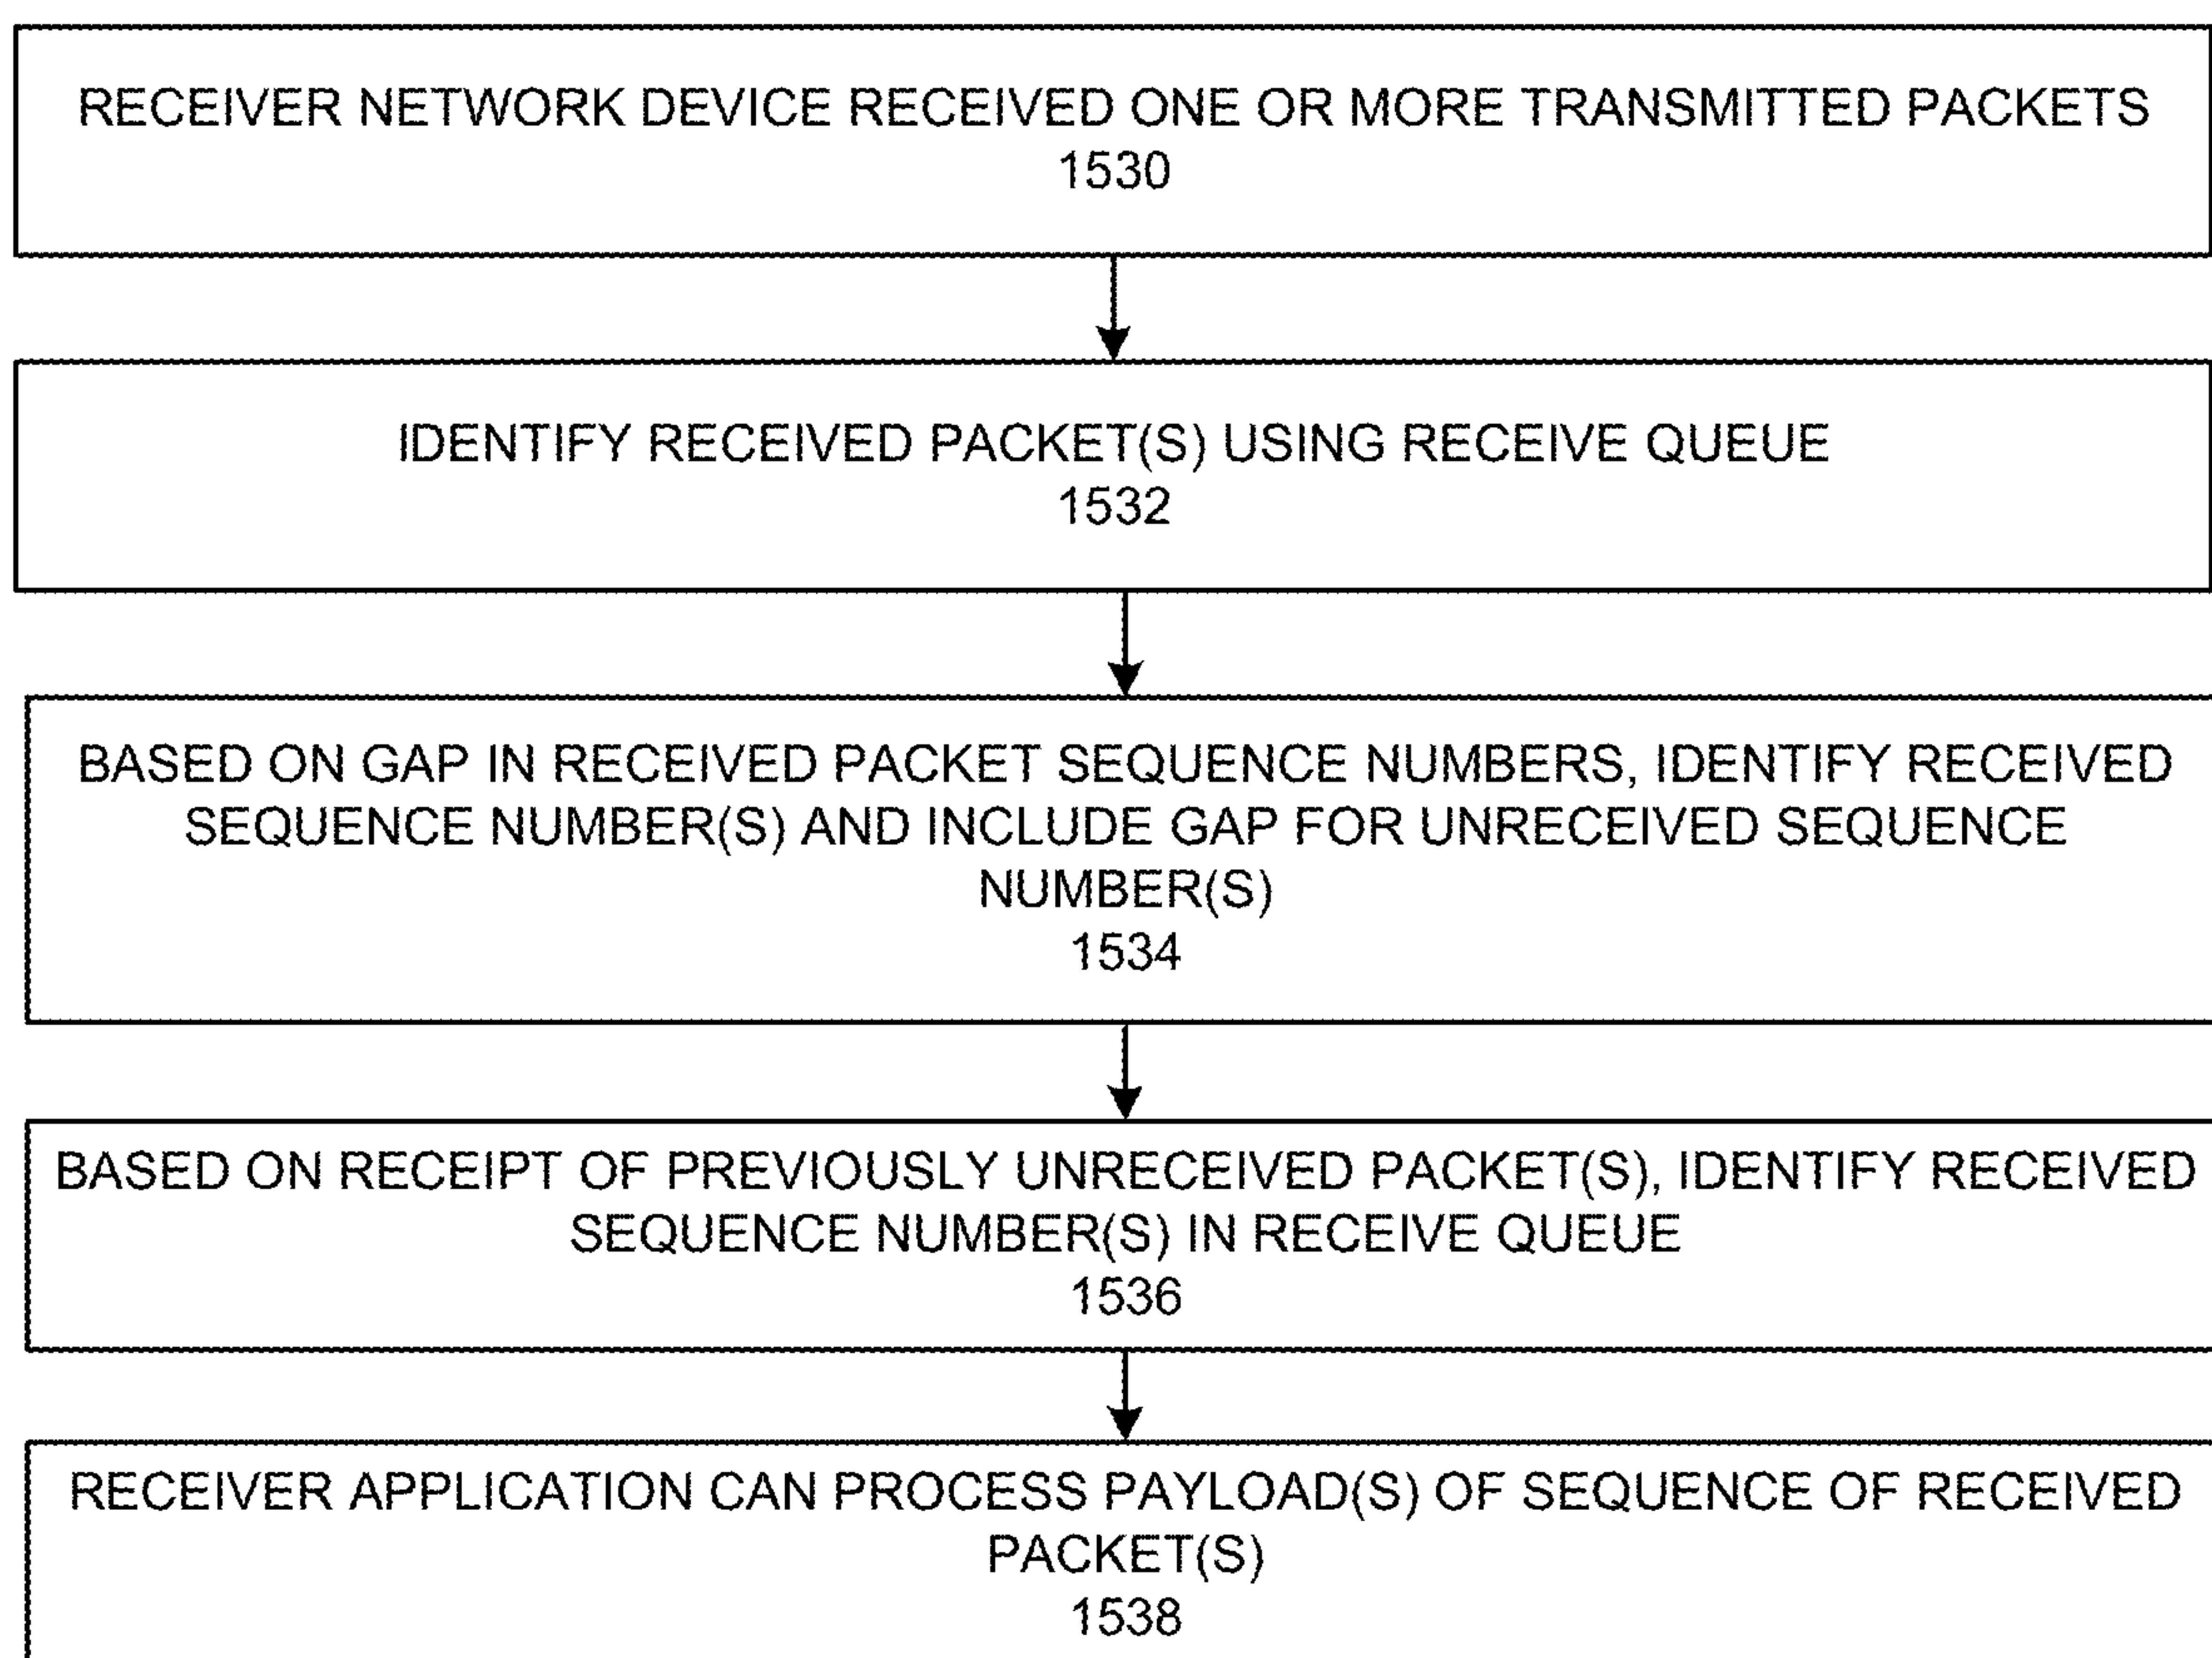 RECEIVER NETWORK DEVICE RECEIVED ONE OR MORE TRANSMITTED PACKETS
1530
IDENTIFY RECEIVED PACKET(S) USING RECEIVE QUEUE
1532
BASED ON GAP IN RECEIVED PACKET SEQUENCE NUMBERS, IDENTIFY RECEIVED
SEQUENCE NUMBER(S) AND INCLUDE GAP FOR UNRECEIVED SEQUENCE
NUMBER(S)
1534
BASED ON RECEIPT OF PREVIOUSLY UNRECEIVED PACKET(S), IDENTIFY RECEIVED
SEQUENCE NUMBER(S) IN RECEIVE QUEUE
1536
RECEIVER APPLICATION CAN PROCESS PAYLOAD(S) OF SEQUENCE OF RECEIVED
PACKET(S)
1538